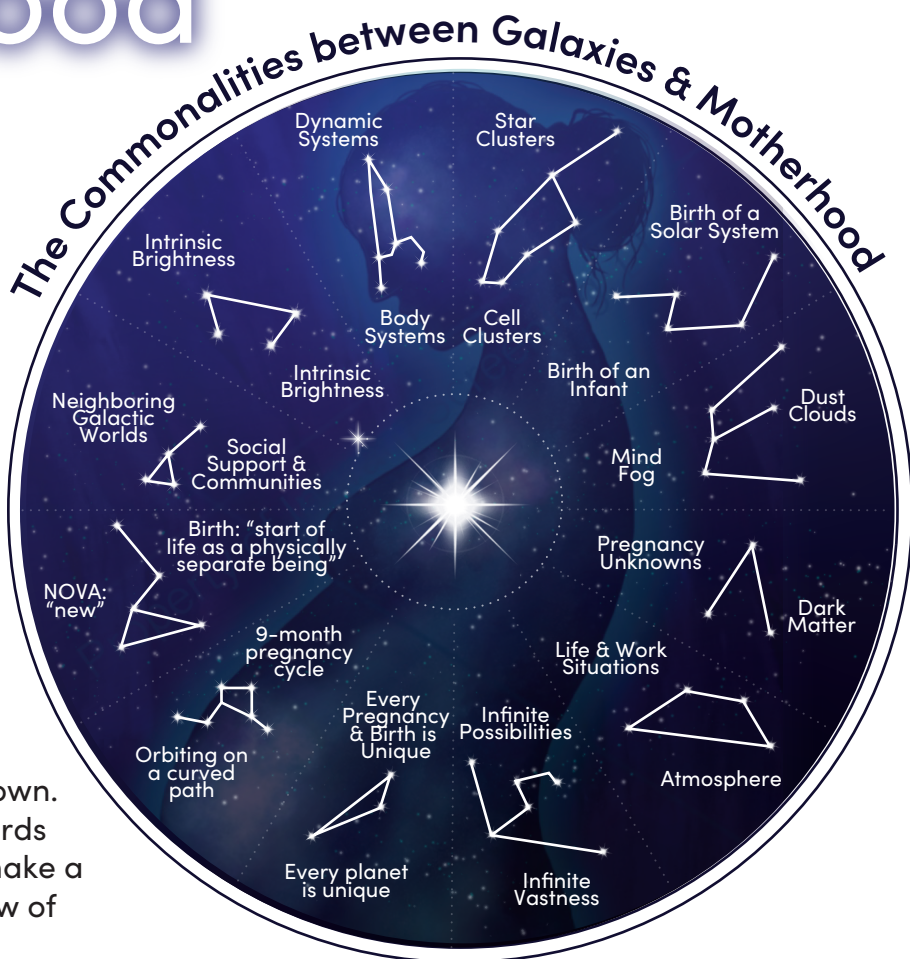 ood
The Commonalities between Galaxies & Motherhood
Dynamic
Systems
Body
Systems
Star
Clusters
Cell
Clusters
Birth of a
Solar System
Birth of an
Infant
Dust
Clouds
Mind
Fog
Pregnancy
Unknowns
Dark
Matter
Life & Work
Situations
Atmosphere
Infinite
Possibilities
Infinite
Vastness
Every
Pregnancy
& Birth is
Unique
Every planet
is unique
9-month
pregnancy
cycle
Orbiting on
a curved
path
Birth: “start of
life as a physically
separate being”
NOVA:
“new”
Neighboring
Galactic
Worlds
Social
Support &
Communities
Intrinsic
Brightness
Intrinsic
Brightness
own.
rds
make a
w of